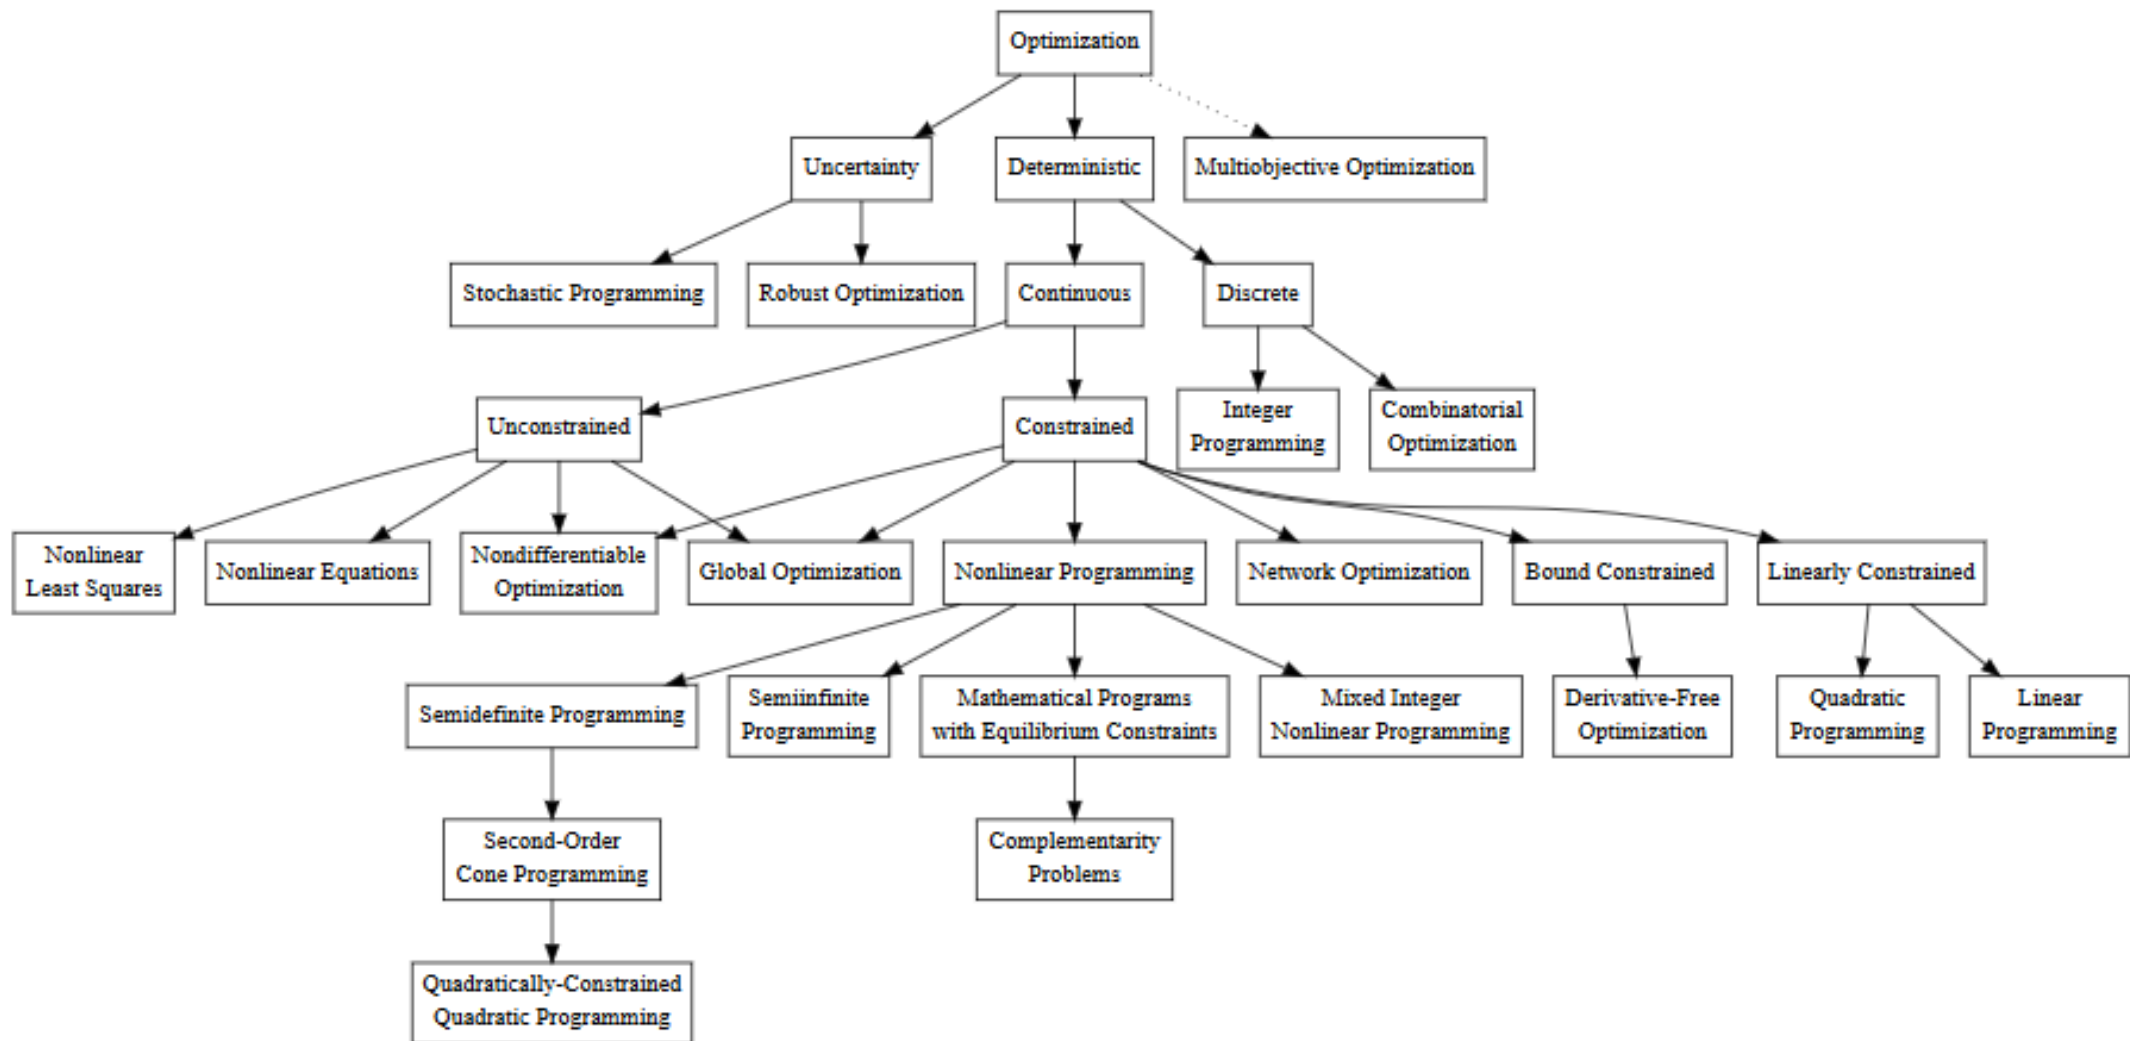 Optimization
Uncertainty
Deterministic
Multiobjective Optimization
Stochastic Programming
Robust Optimization
Continuous
Discrete
Unconstrained
Constrained
Integer
Programming
Combinatorial
Optimization
Nonlinear
Least Squares
Nonlinear Equations
Nondifferentiable
Optimization
Global Optimization
Nonlinear Programming
Network Optimization
Bound Constrained
Linearly Constrained
Semidefinite Programming
Semiinfinite
Programming
Mathematical Programs
with Equilibrium Constraints
Mixed Integer
Nonlinear Programming
Derivative-Free
Optimization
Quadratic
Programming
Linear
Programming
Second-Order
Cone Programming
Complementarity
Problems
Quadratically-Constrained
Quadratic Programming